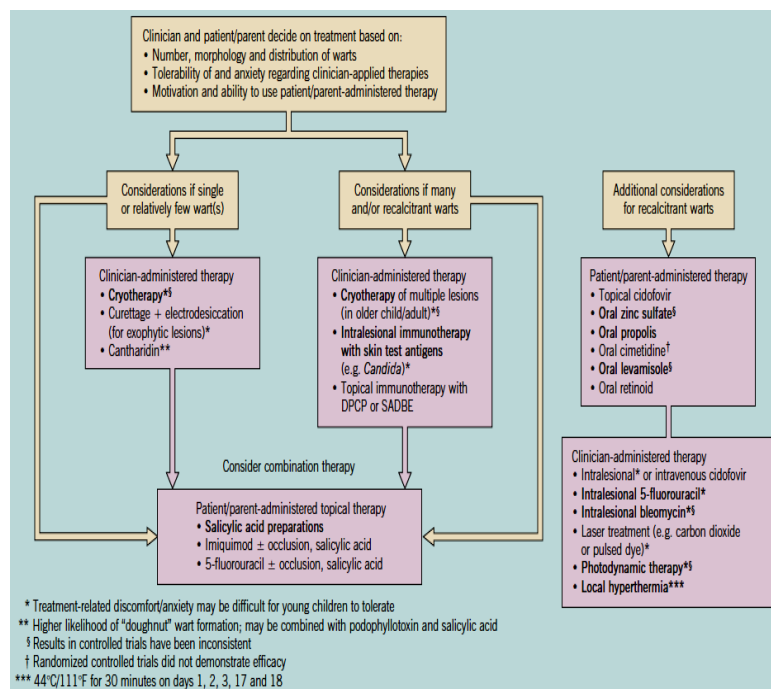 Clinician and patient/parent decide on treatment based on:
• Number, morphology and distribution of warts
• Tolerability of and anxiety regarding clinician-applied therapies
• Motivation and ability to use patient/parent-administered therapy
Considerations if single
or relatively few wart(s)
Considerations if many
and/or recalcitrant warts
Additional considerations
for recalcitrant warts
Clinician-administered therapy
• Cryotherapy*§
• Curettage + electrodesiccation
(for exophytic lesions)*
• Cantharidin**
Clinician-administered therapy
• Cryotherapy of multiple lesions
(in older child/adult)*§
• Intralesional immunotherapy
with skin test antigens
(e.g. Candida)*
• Topical immunotherapy with
DPCP or SADBE
Patient/parent-administered therapy
• Topical cidofovir
• Oral zinc sulfate§
• Oral propolis
• Oral cimetidine†
• Oral levamisole§
• Oral retinoid
Consider combination therapy
Patient/parent-administered topical therapy
• Salicylic acid preparations
• Imiquimod ± occlusion, salicylic acid
• 5-fluorouracil ± occlusion, salicylic acid
Clinician-administered therapy
• Intralesional* or intravenous cidofovir
• Intralesional 5-fluorouracil*
• Intralesional bleomycin*§
• Laser treatment (e.g. carbon dioxide
or pulsed dye)*
• Photodynamic therapy*§
• Local hyperthermia***
* Treatment-related discomfort/anxiety may be difficult for young children to tolerate
** Higher likelihood of "doughnut" wart formation; may be combined with podophyllotoxin and salicylic acid
§ Results in controlled trials have been inconsistent
† Randomized controlled trials did not demonstrate efficacy
*** 44°C/111°F for 30 minutes on days 1, 2, 3, 17 and 18